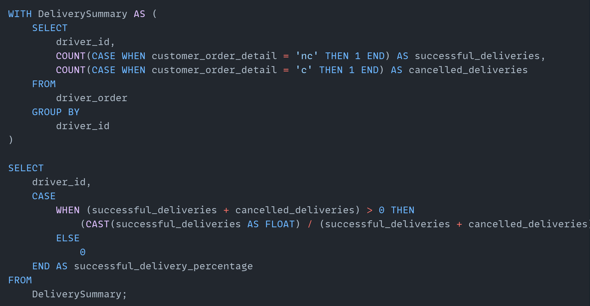 WITH DeliverySummary AS (
    SELECT
        driver_id,
        COUNT(CASE WHEN customer_order_detail = 'nc' THEN 1 END) AS successful_deliveries,
        COUNT(CASE WHEN customer_order_detail = 'c' THEN 1 END) AS cancelled_deliveries
    FROM
        driver_order
    GROUP BY
        driver_id
)

SELECT
    driver_id,
    CASE
        WHEN (successful_deliveries + cancelled_deliveries) > 0 THEN
            (CAST(successful_deliveries AS FLOAT) / (successful_deliveries + cancelled_deliveries)
        ELSE
            0
    END AS successful_delivery_percentage
FROM
    DeliverySummary;